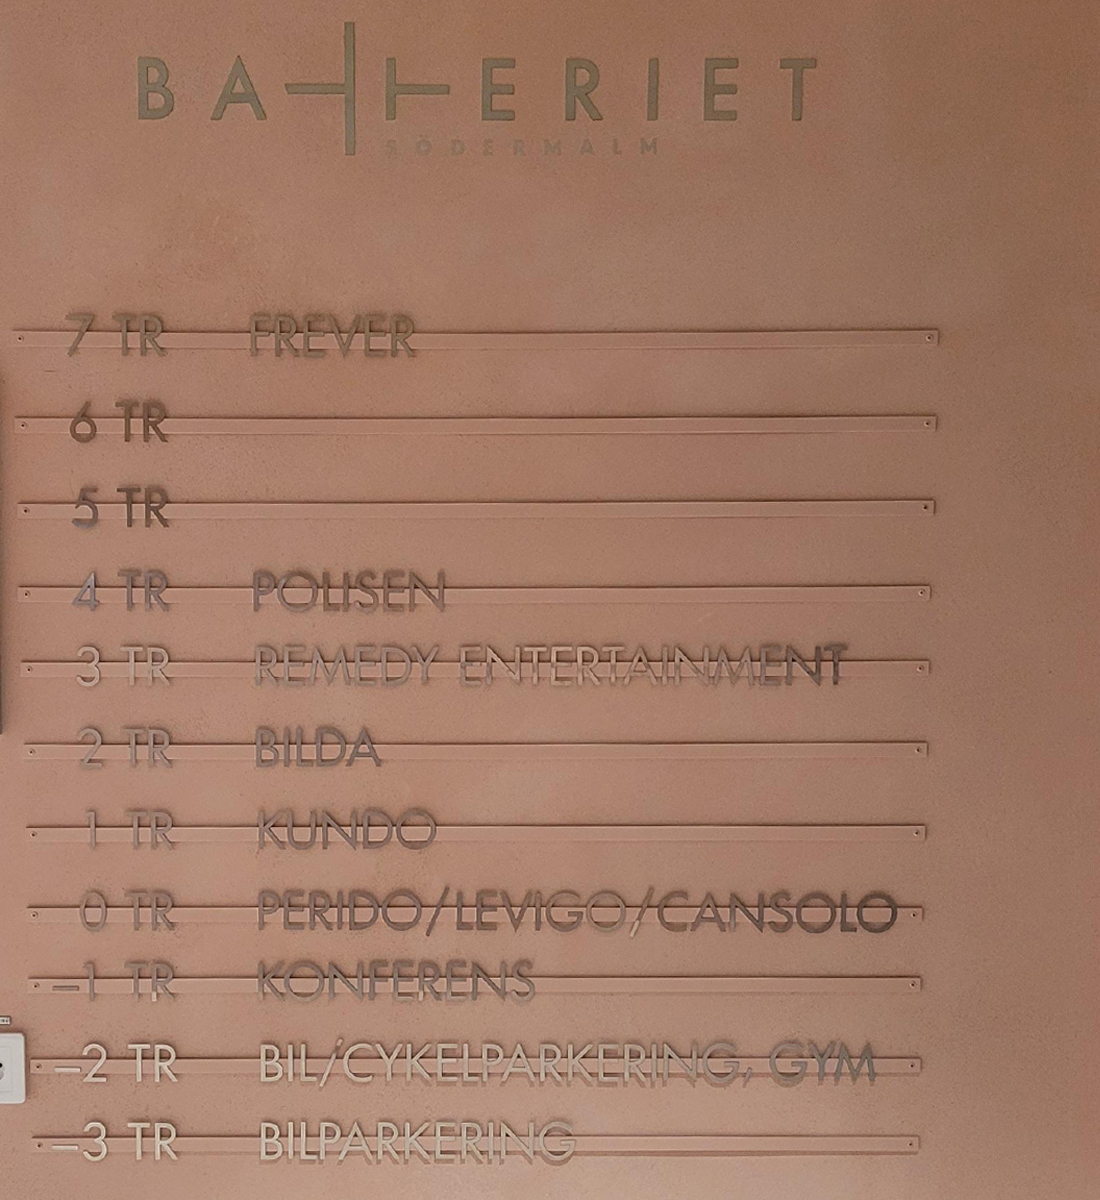 BATTERIET
SÖDERMALM
7 TR FREVER
6 TR
5 TR
4 TR POLISEN
3 TR REMEDY ENTERTAINMENT
2 TR BILDA
1 TR KUNDO
0 TR PERIDO/LEVIGO/CANSOLO
–1 TR KONFERENS
–2 TR BIL/CYKELPARKERING, GYM
–3 TR BILPARKERING